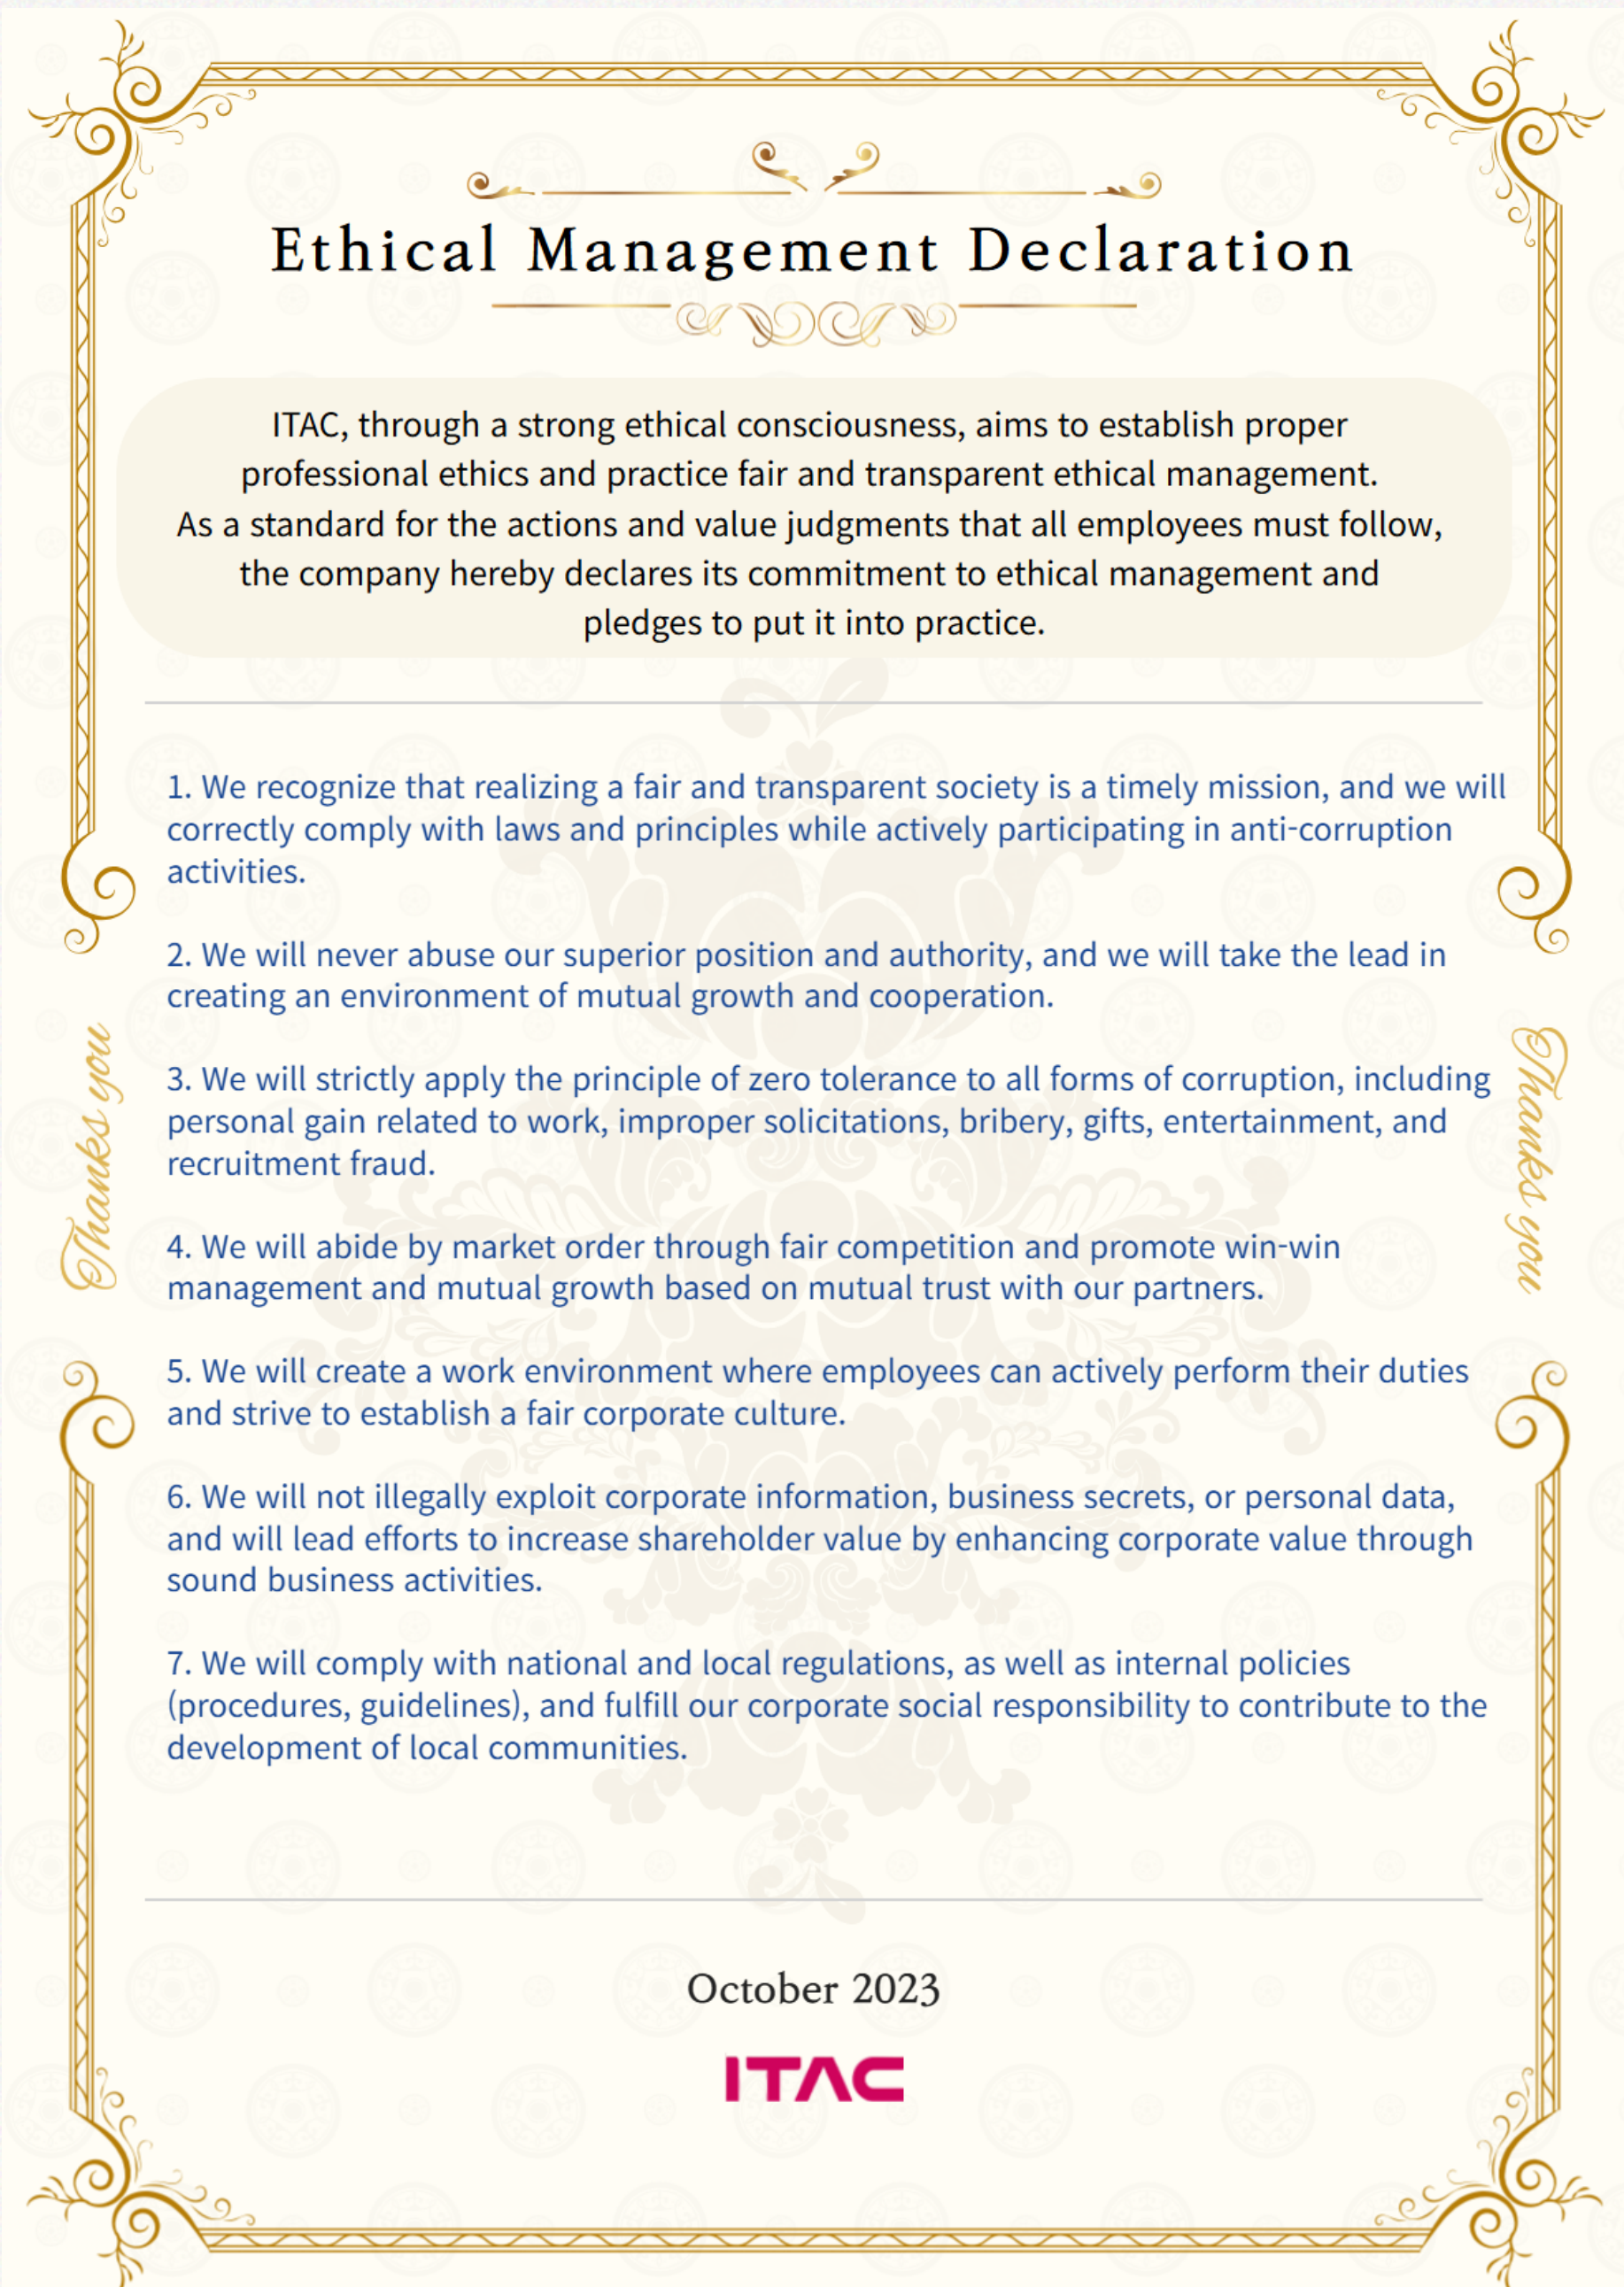 Ethical Management Declaration
ITAC, through a strong ethical consciousness, aims to establish proper
professional ethics and practice fair and transparent ethical management.
As a standard for the actions and value judgments that all employees must follow,
the company hereby declares its commitment to ethical management and
pledges to put it into practice.
1. We recognize that realizing a fair and transparent society is a timely mission, and we will
correctly comply with laws and principles while actively participating in anti-corruption
activities.
2. We will never abuse our superior position and authority, and we will take the lead in
creating an environment of mutual growth and cooperation.
3. We will strictly apply the principle of zero tolerance to all forms of corruption, including
personal gain related to work, improper solicitations, bribery, gifts, entertainment, and
recruitment fraud.
4. We will abide by market order through fair competition and promote win-win
management and mutual growth based on mutual trust with our partners.
5. We will create a work environment where employees can actively perform their duties
and strive to establish a fair corporate culture.
6. We will not illegally exploit corporate information, business secrets, or personal data,
and will lead efforts to increase shareholder value by enhancing corporate value through
sound business activities.
7. We will comply with national and local regulations, as well as internal policies
(procedures, guidelines), and fulfill our corporate social responsibility to contribute to the
development of local communities.
Thanks you
Thanks you
October 2023
ITAC